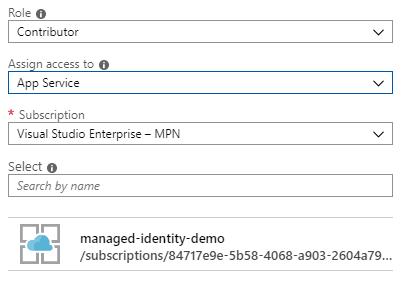 Role
Contributor
Assign access to
App Service
* Subscription
Visual Studio Enterprise – MPN
Select
Search by name
managed-identity-demo
/subscriptions/84717e9e-5b58-4068-a903-2604a79...